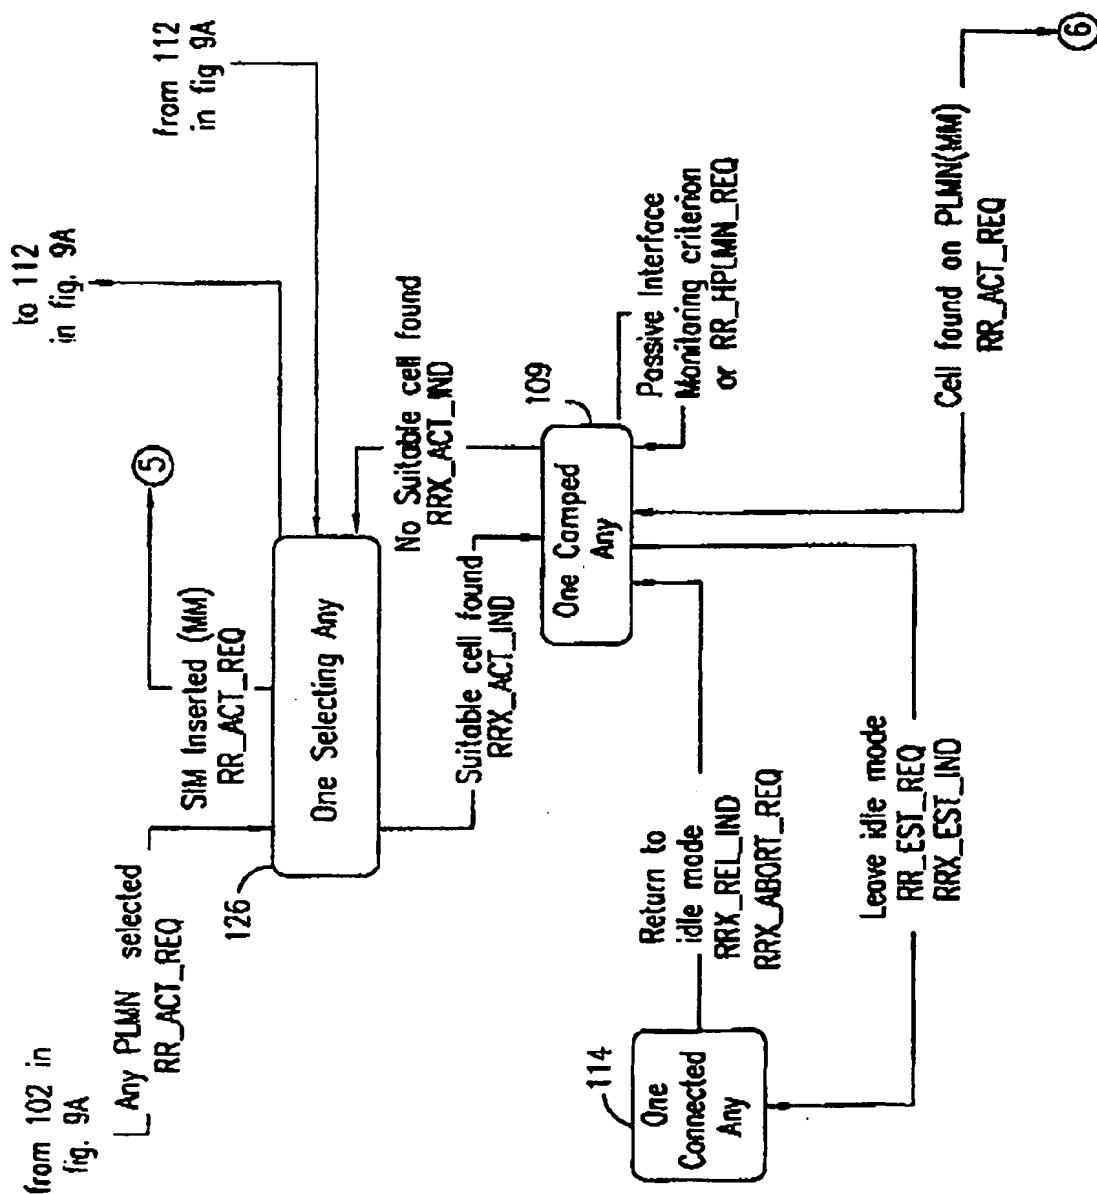 from 102 in
fig. 9A
Any PLMN selected
RR_ACT_REQ
126
SIM Inserted (MM)
RR_ACT_REQ
5
to 112
in fig. 9A
from 112
in fig 9A
One Selecting Any
Suitable cell found
RRX_ACT_IND
No Suitable cell found
RRX_ACT_IND
109
One Camped
Any
Passive Interface
Monitoring criterion
or RR_HPLMN_REQ
114
One
Connected
Any
Return to
idle mode
RRX_REL_IND
RRX_ABORT_REQ
Leave idle mode
RR_EST_REQ
RRX_EST_IND
Cell found on PLMN(MM)
RR_ACT_REQ
6